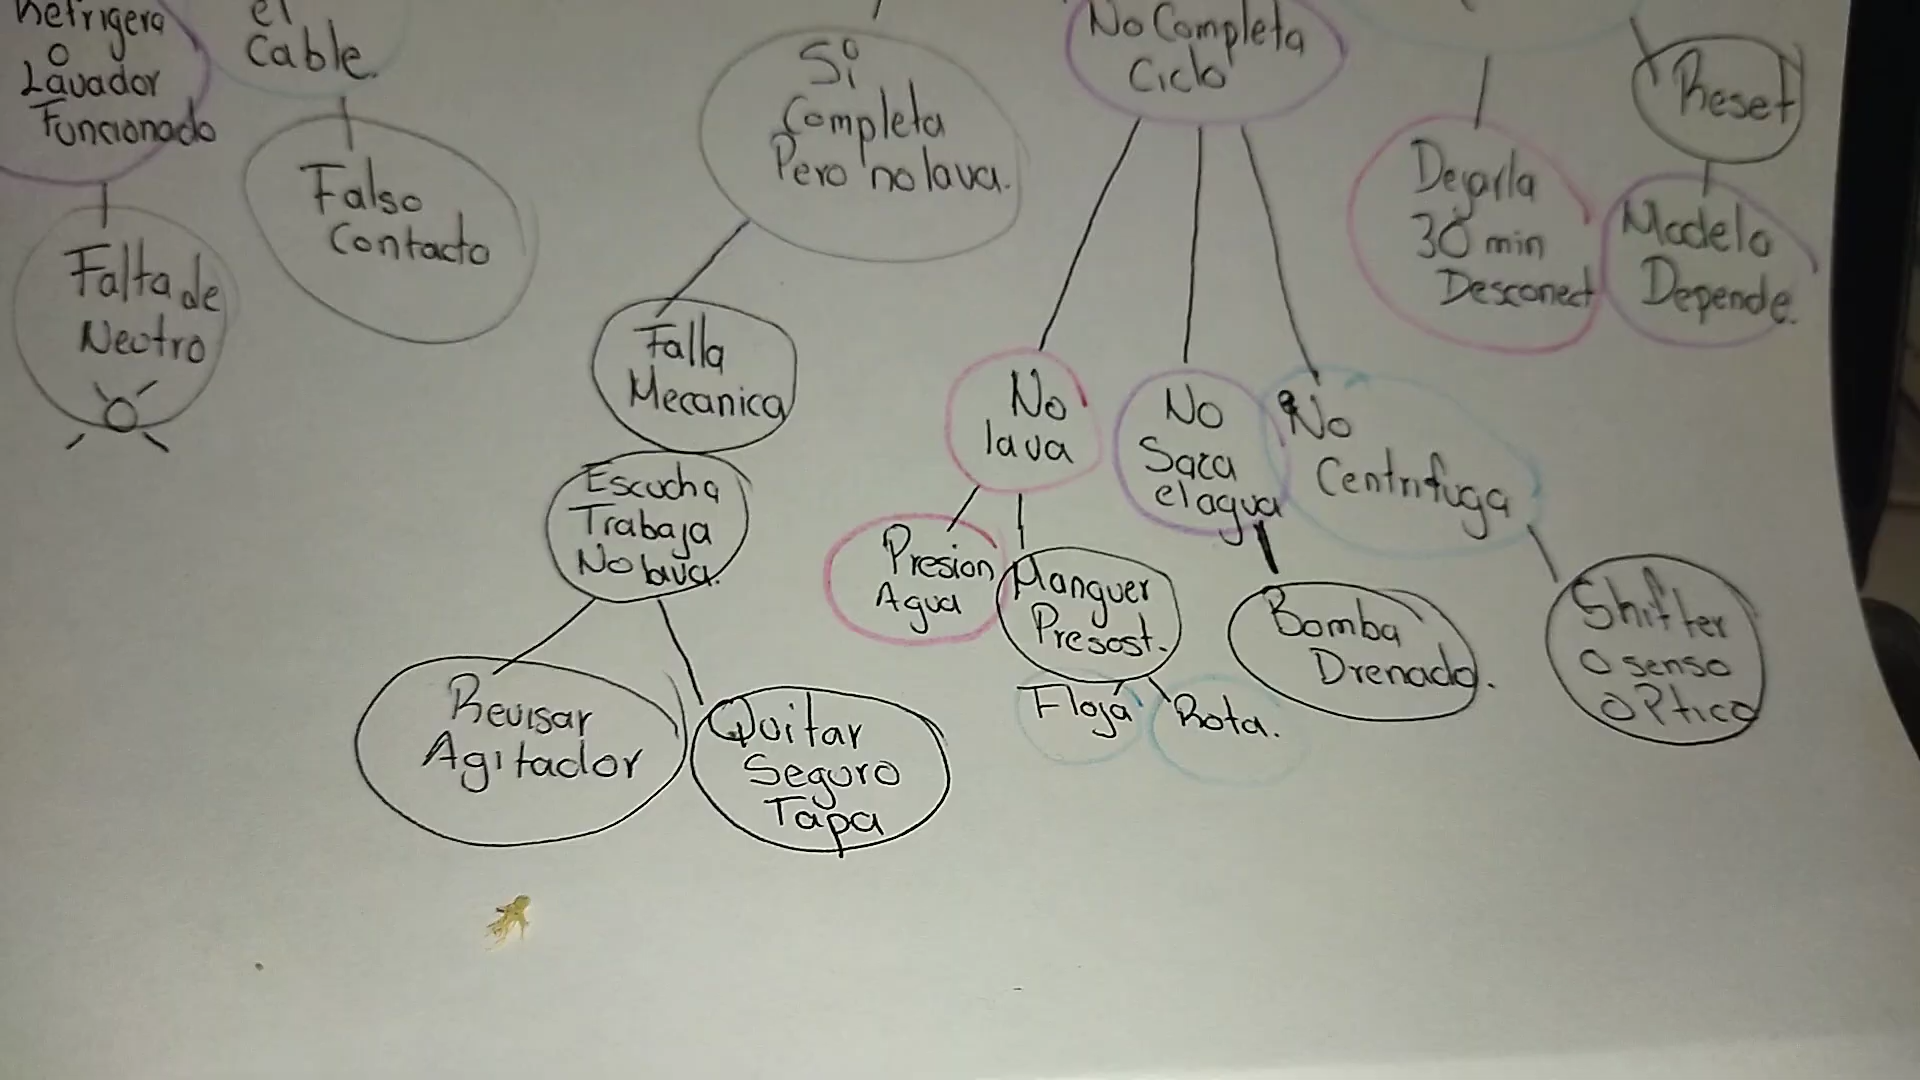 Refrigera
o
Lavador
Funcionado
el
Cable.
Falta de
Neutro
Falso
Contacto
Si
Completa
Pero no lava.
Falla
Mecanica
Escucha
Trabaja
No lava.
Revisar
Agitador
Quitar
Seguro
Tapa
No Completa
Ciclo
No
lava
Presion
Agua
Manguer
Presost.
Floja
Rota.
No
Saca
el agua
Bomba
Drenado.
No
Centrifuga
Shifter
O senso
OPtico
Dejarla
30 min
Desconect
Reset
Modelo
Depende.